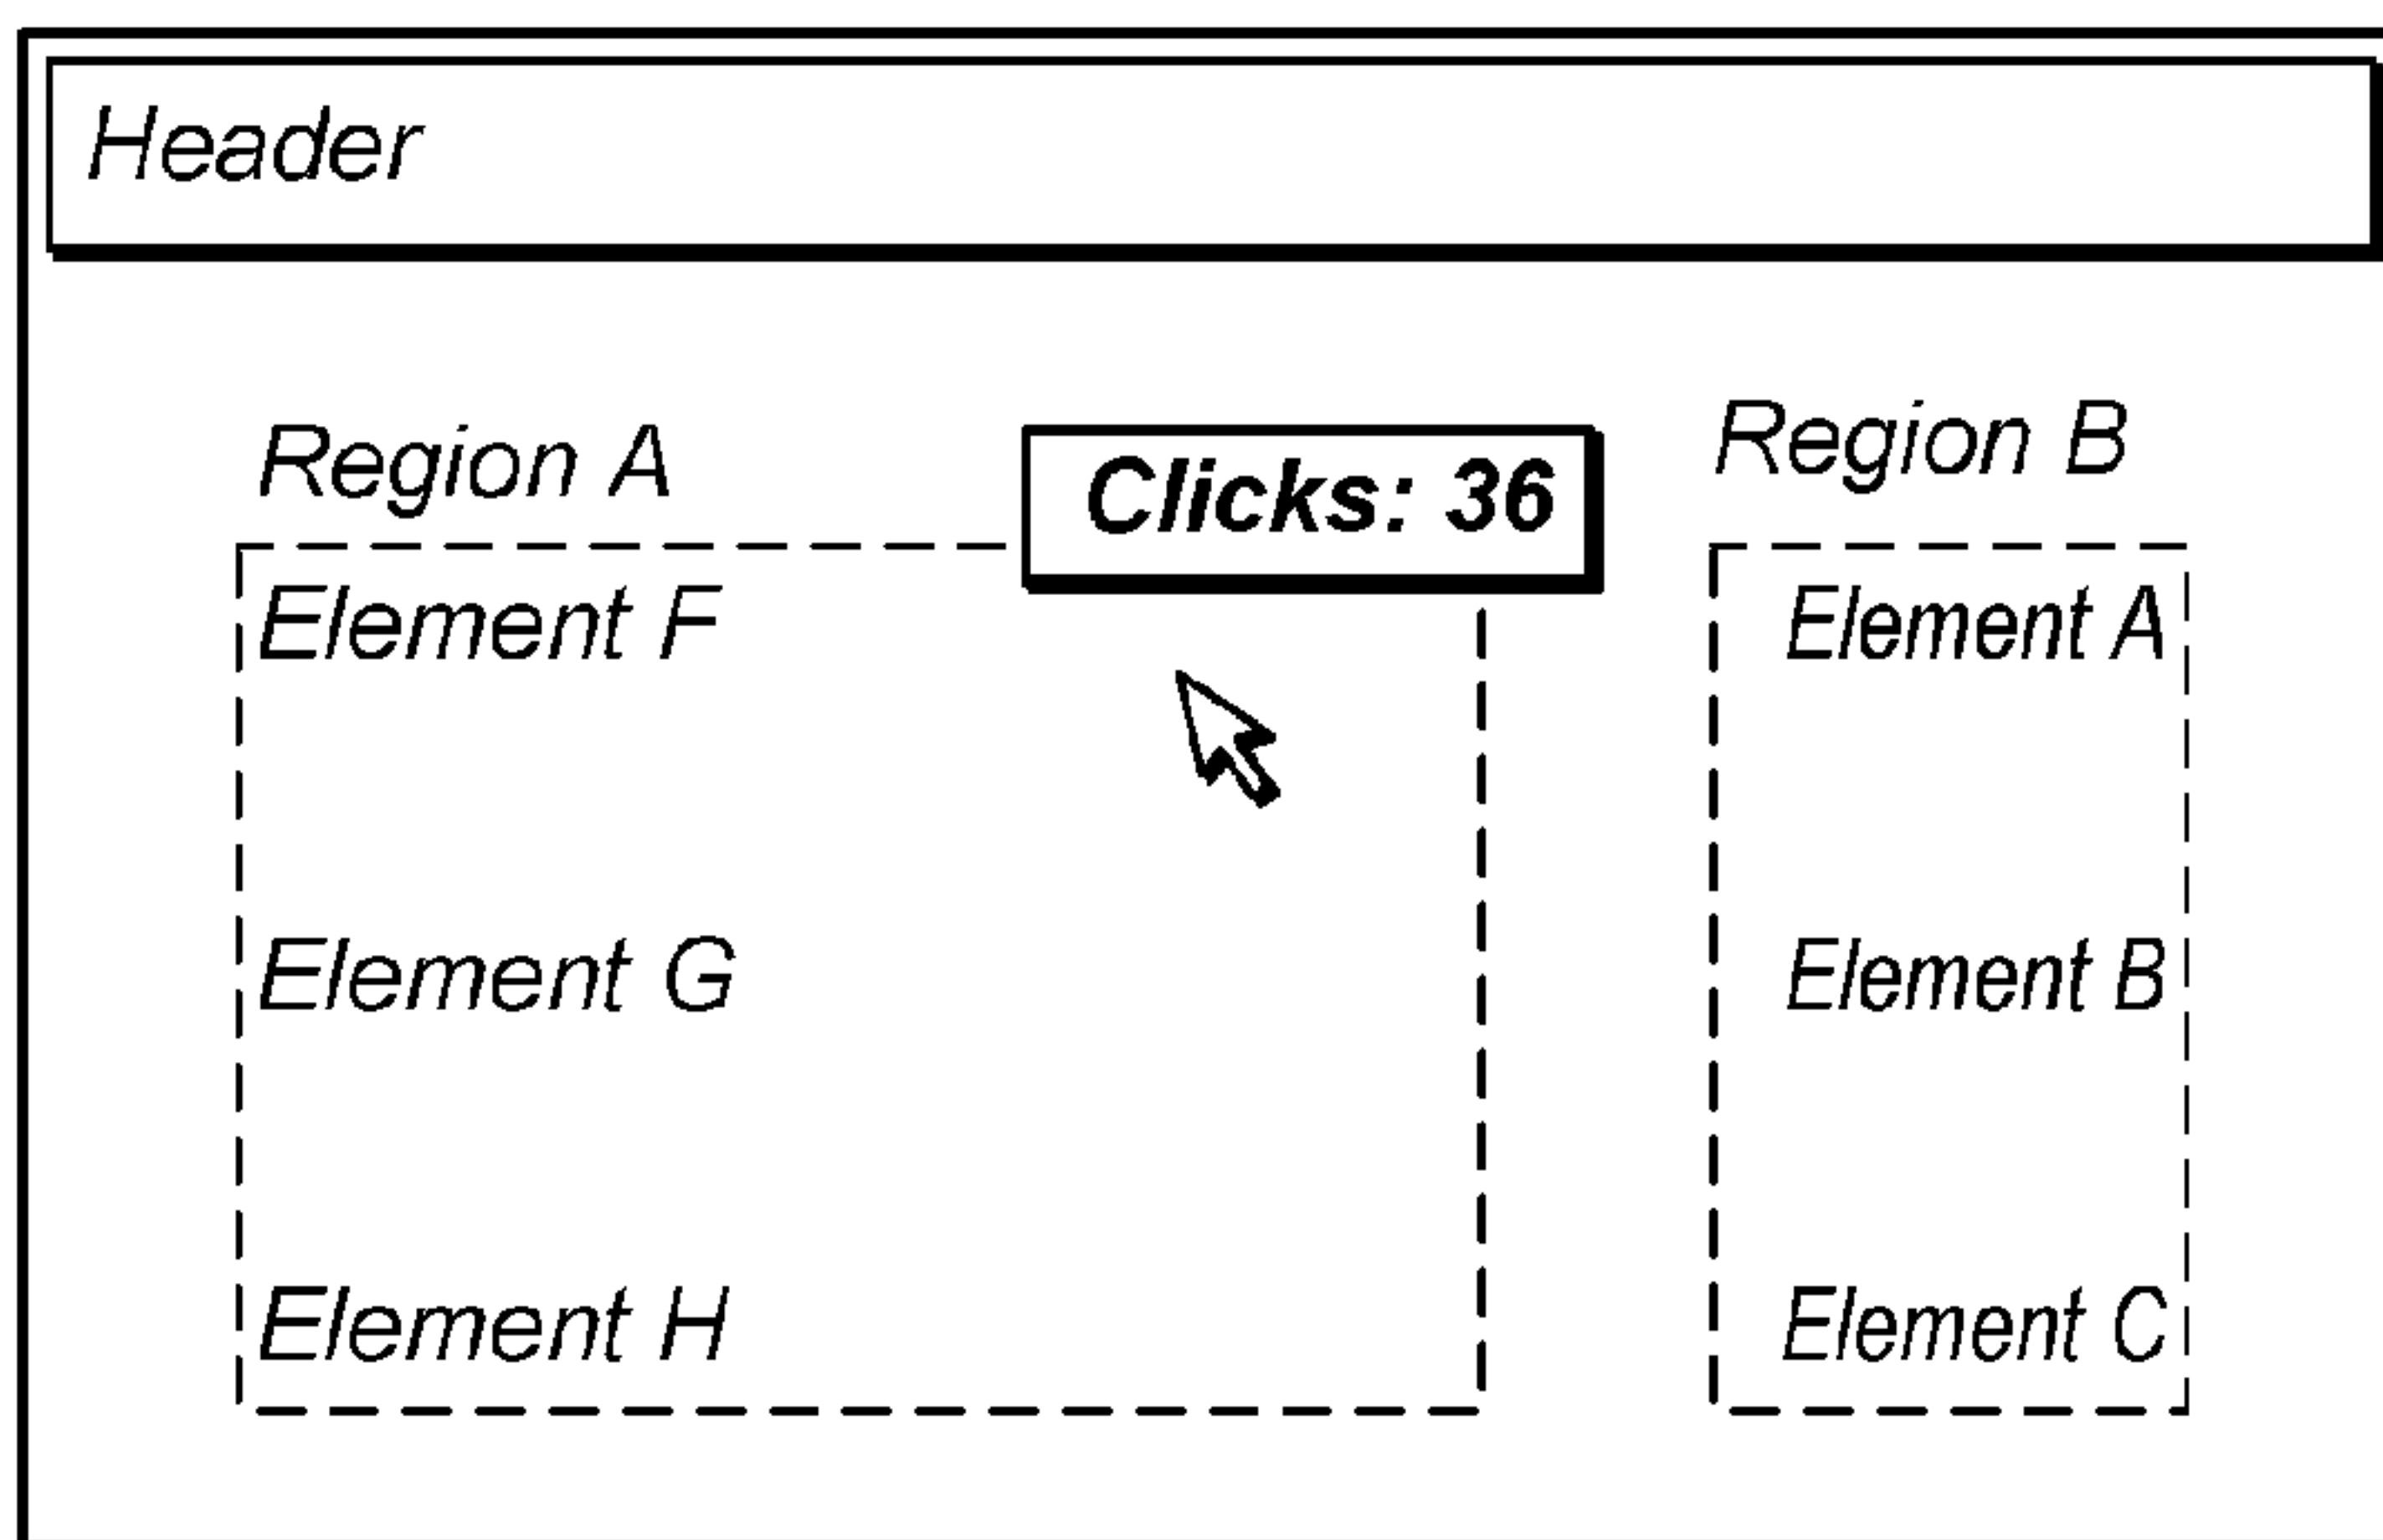 Header
Region A
Clicks: 36
Region B
Element F
Element G
Element H
Element A
Element B
Element C